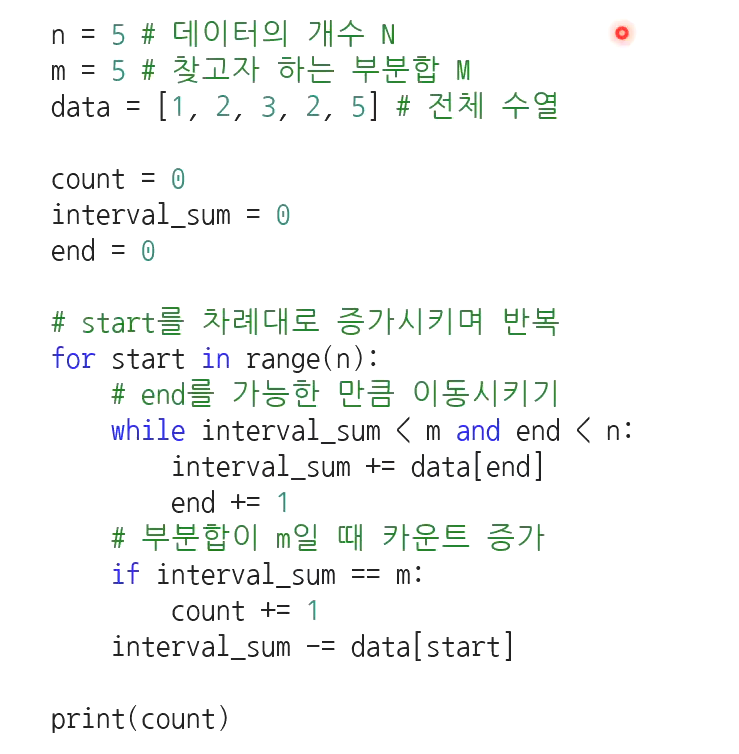 n = 5 # 데이터의 개수 N
m = 5 # 찾고자 하는 부분합 M
data = [1, 2, 3, 2, 5] # 전체 수열
count = 0
interval_sum = 0
end = 0
# start를 차례대로 증가시키며 반복
for start in range(n):
    # end를 가능한 만큼 이동시키기
    while interval_sum < m and end < n:
        interval_sum += data[end]
        end += 1
    # 부분합이 m일 때 카운트 증가
    if interval_sum == m:
        count += 1
    interval_sum -= data[start]
print(count)